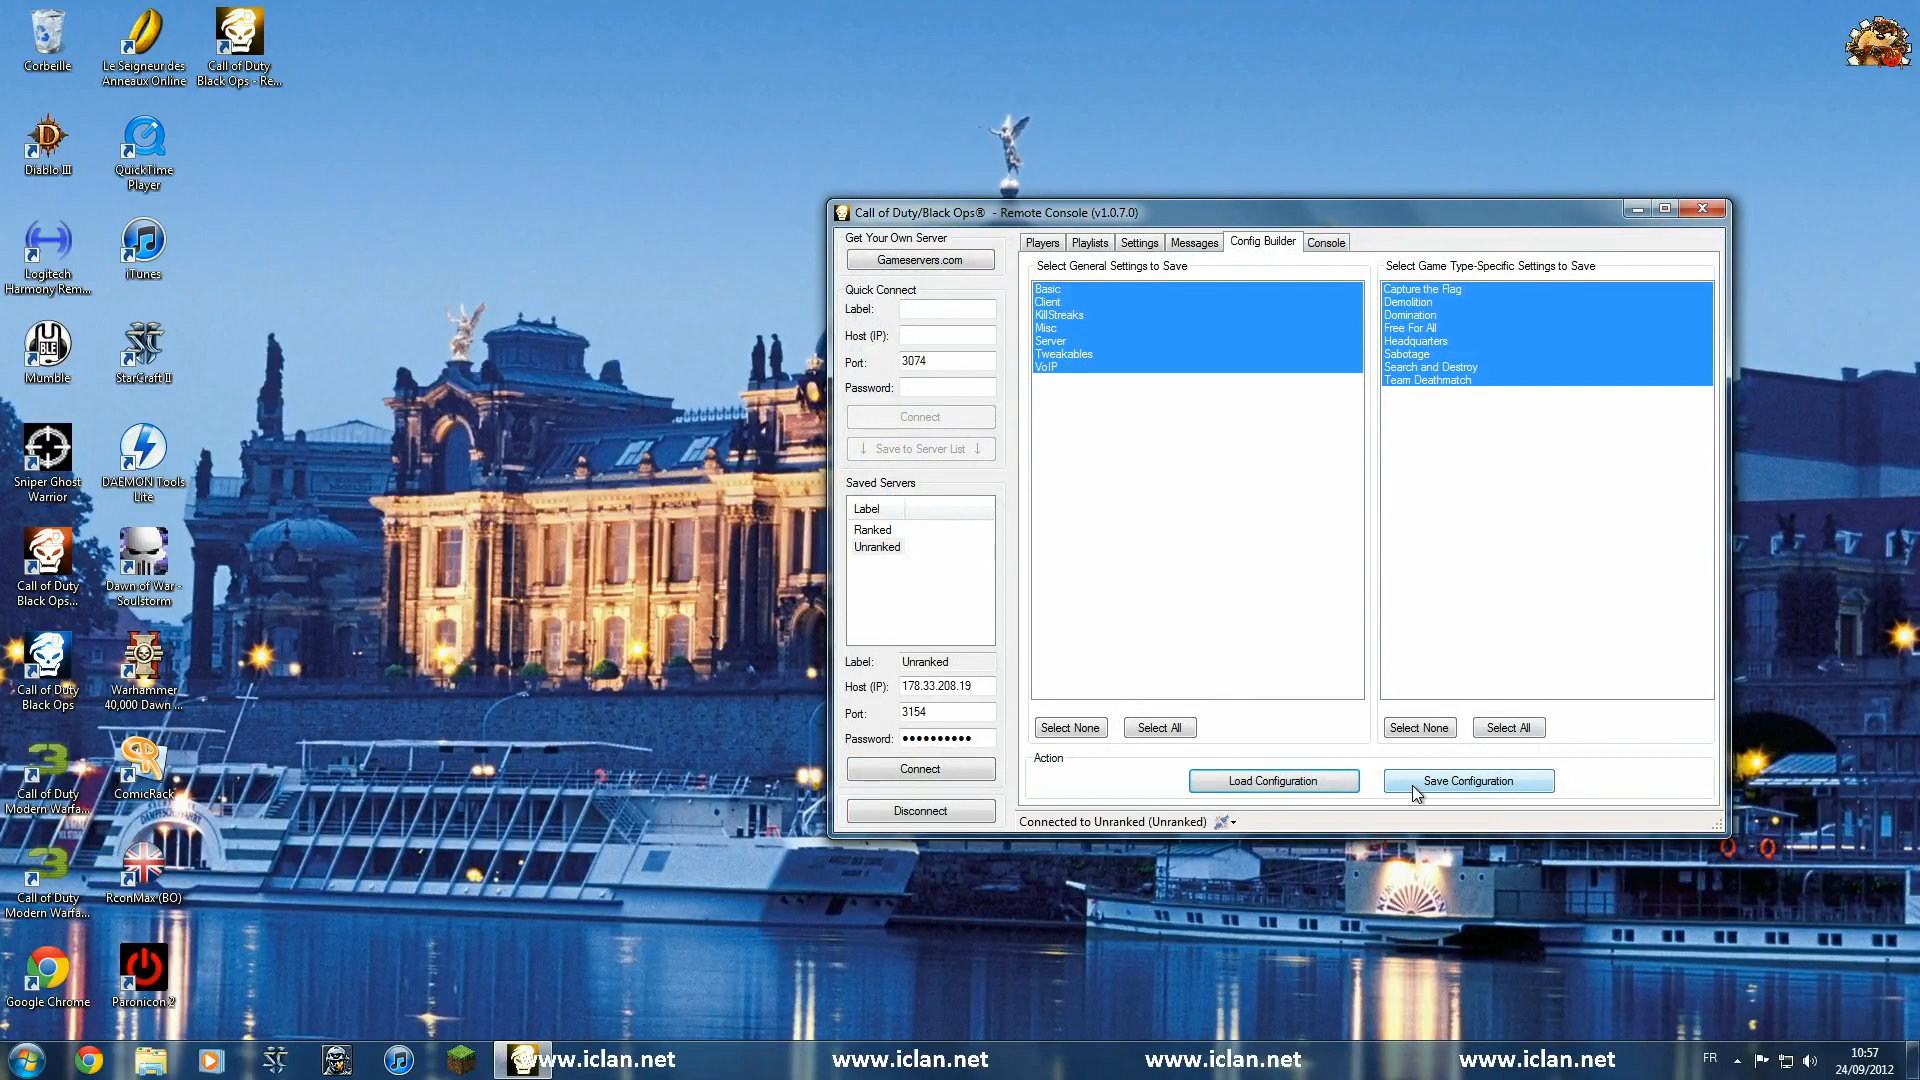 Corbeille
Le Seigneur des
Anneaux Online
Call of Duty
Black Ops - Re...
Diablo III
QuickTime
Player
Logitech
Harmony Rem...
iTunes
Mumble
StarCraft II
Sniper Ghost
Warrior
DAEMON Tools
Lite
Call of Duty
Black Ops...
Dawn of War -
Soulstorm
Call of Duty
Black Ops
Warhammer
40,000 Dawn ...
Call of Duty
Modern Warfa...
ComicRack
Call of Duty
Modern Warfa...
RconMax (BO)
Google Chrome
Paronicon 2
Call of Duty/Black Ops® - Remote Console (v1.0.7.0)
Get Your Own Server
Gameservers.com
Quick Connect
Label:
Host (IP):
Port: 3074
Password:
Connect
↓ Save to Server List ↓
Saved Servers
Label
Ranked
Unranked
Label: Unranked
Host (IP): 178.33.208.19
Port: 3154
Password: ●●●●●●●●●●
Connect
Disconnect
Players Playlists Settings Messages Config Builder Console
Select General Settings to Save
Basic
Client
KillStreaks
Misc
Server
Tweakables
VoIP
Select None Select All
Select Game Type-Specific Settings to Save
Capture the Flag
Demolition
Domination
Free For All
Headquarters
Sabotage
Search and Destroy
Team Deathmatch
Select None Select All
Action
Load Configuration Save Configuration
Connected to Unranked (Unranked)
www.iclan.net www.iclan.net www.iclan.net www.iclan.net
FR
10:57
24/09/2012